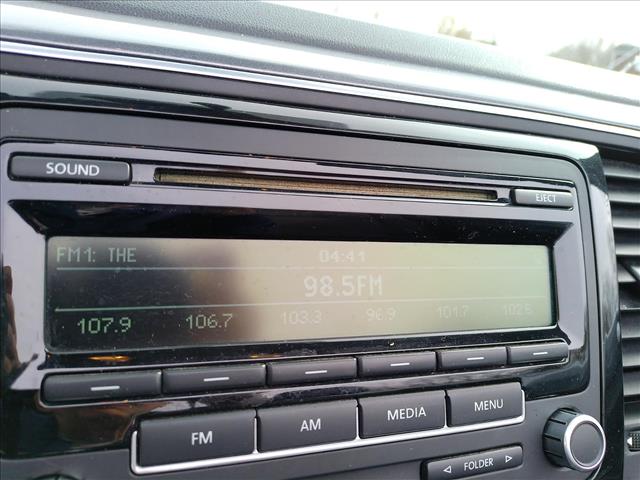 SOUND
EJECT
FM1: THE 04:41
98.5FM
107.9 106.7 103.3 96.9 101.7 102.5
FM AM MEDIA MENU
FOLDER